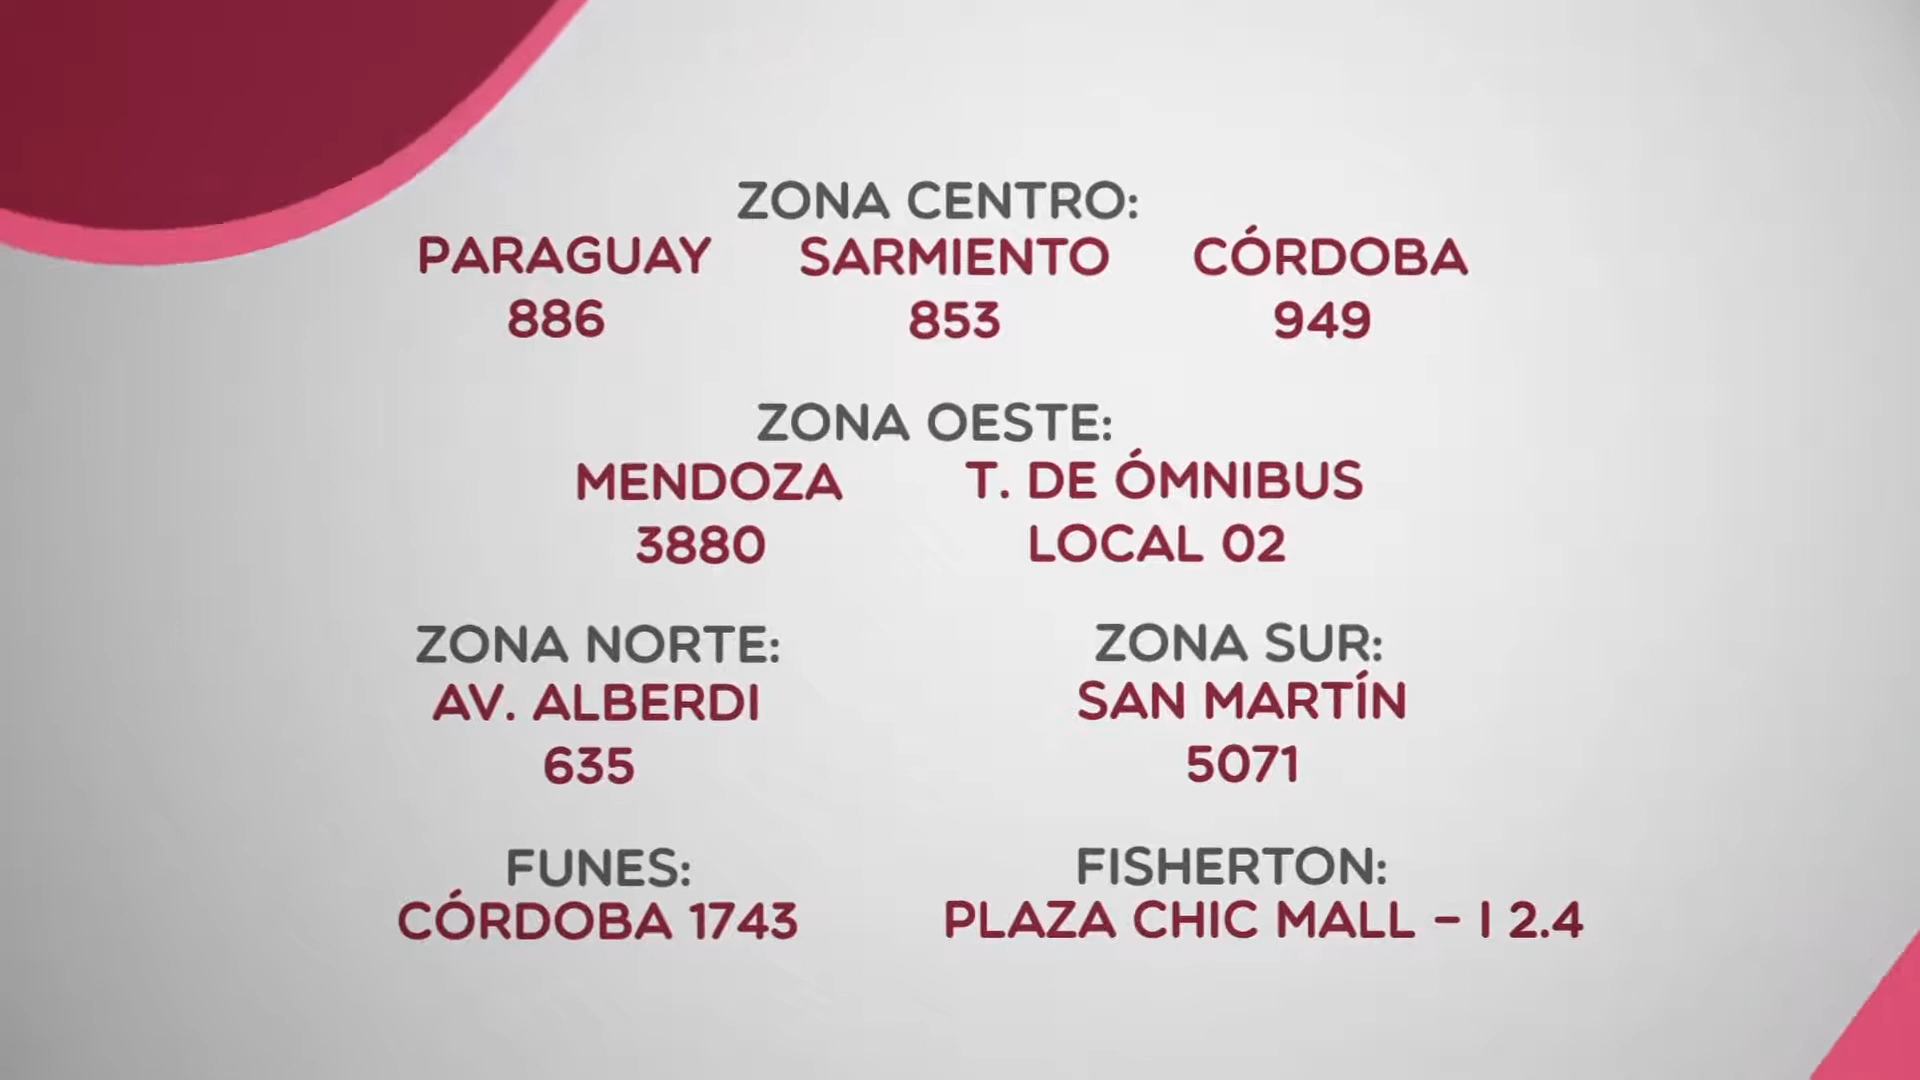 ZONA CENTRO:
PARAGUAY SARMIENTO CÓRDOBA
886 853 949
ZONA OESTE:
MENDOZA T. DE ÓMNIBUS
3880 LOCAL 02
ZONA NORTE: ZONA SUR:
AV. ALBERDI SAN MARTÍN
635 5071
FUNES: FISHERTON:
CÓRDOBA 1743 PLAZA CHIC MALL – l 2.4